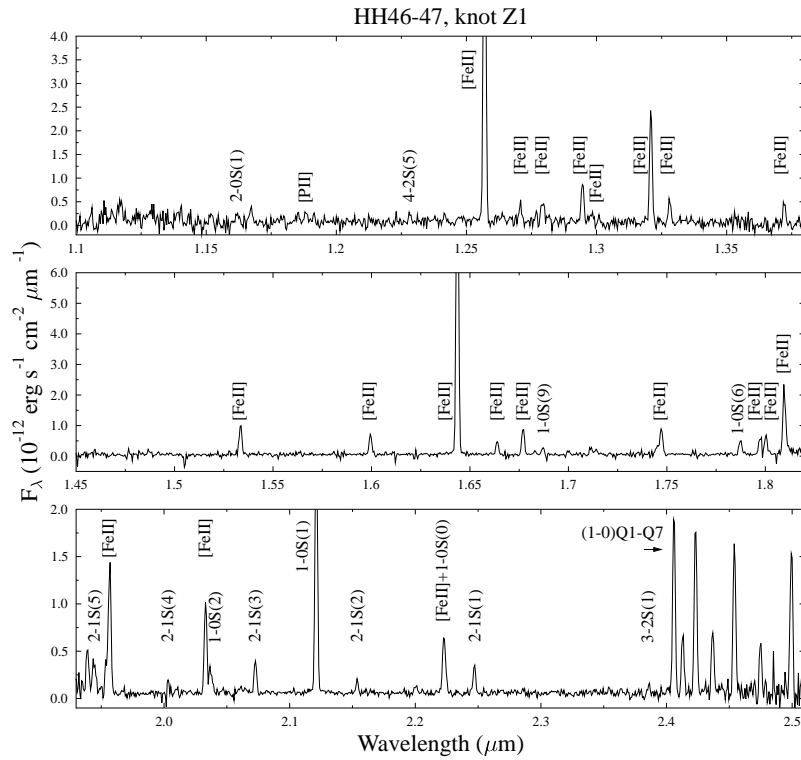 HH46-47, knot Z1
4.0
3.5
3.0
2.5
2.0
1.5
1.0
0.5
0.0
2-0S(1)
[PII]
4-2S(5)
[FeII]
[FeII]
[FeII]
[FeII]
[FeII]
[FeII]
[FeII]
[FeII]
1.1
1.15
1.2
1.25
1.3
1.35
6.0
5.0
4.0
3.0
2.0
1.0
0.0
[FeII]
[FeII]
[FeII]
[FeII]
[FeII]
1-0S(9)
[FeII]
1-0S(6)
[FeII]
[FeII]
[FeII]
1.45
1.5
1.55
1.6
1.65
1.7
1.75
1.8
F_λ (10^-12 erg s^-1 cm^-2 μm^-1)
2.0
1.5
1.0
0.5
0.0
2-1S(5)
[FeII]
2-1S(4)
[FeII]
1-0S(2)
2-1S(3)
1-0S(1)
2-1S(2)
[FeII]+1-0S(0)
2-1S(1)
3-2S(1)
(1-0)Q1-Q7
2.0
2.1
2.2
2.3
2.4
2.5
Wavelength (μm)